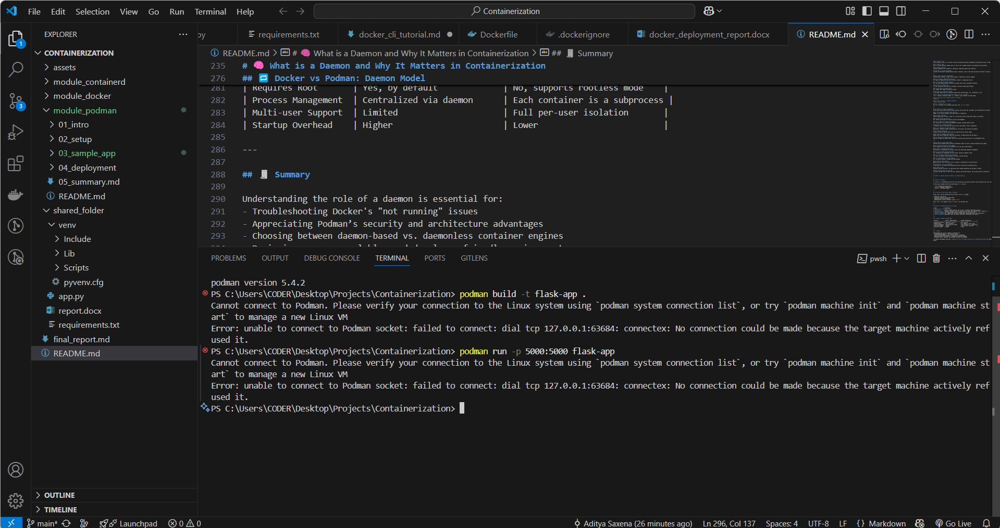 File Edit Selection View Go Run Terminal Help
Containerization
EXPLORER
CONTAINERIZATION
assets
module_containerd
module_docker
module_podman
01_intro
02_setup
03_sample_app
04_deployment
05_summary.md
README.md
shared_folder
venv
Include
Lib
Scripts
pyvenv.cfg
app.py
report.docx
requirements.txt
final_report.md
README.md
OUTLINE
TIMELINE
1
3
py requirements.txt docker_cli_tutorial.md Dockerfile .dockerignore docker_deployment_report.docx README.md
README.md > # 🧠 What is a Daemon and Why It Matters in Containerization > ## 🧾 Summary
235 # 🧠 What is a Daemon and Why It Matters in Containerization
276 ## 🔁 Docker vs Podman: Daemon Model
281 | Requires Root | Yes, by default | No, supports rootless mode |
282 | Process Management | Centralized via daemon | Each container is a subprocess |
283 | Multi-user Support | Limited | Full per-user isolation |
284 | Startup Overhead | Higher | Lower |
285
286 ---
287
288 ## 🧾 Summary
289
290 Understanding the role of a daemon is essential for:
291 - Troubleshooting Docker's "not running" issues
292 - Appreciating Podman’s security and architecture advantages
293 - Choosing between daemon-based vs. daemonless container engines
PROBLEMS OUTPUT DEBUG CONSOLE TERMINAL PORTS GITLENS
pwsh
podman version 5.4.2
PS C:\Users\CODER\Desktop\Projects\Containerization> podman build -t flask-app .
Cannot connect to Podman. Please verify your connection to the Linux system using `podman system connection list`, or try `podman machine init` and `podman machine st
art` to manage a new Linux VM
Error: unable to connect to Podman socket: failed to connect: dial tcp 127.0.0.1:63684: connectex: No connection could be made because the target machine actively ref
used it.
PS C:\Users\CODER\Desktop\Projects\Containerization> podman run -p 5000:5000 flask-app
Cannot connect to Podman. Please verify your connection to the Linux system using `podman system connection list`, or try `podman machine init` and `podman machine st
art` to manage a new Linux VM
Error: unable to connect to Podman socket: failed to connect: dial tcp 127.0.0.1:63684: connectex: No connection could be made because the target machine actively ref
used it.
PS C:\Users\CODER\Desktop\Projects\Containerization>
main* Launchpad 0 0 Aditya Saxena (26 minutes ago) Ln 296, Col 137 Spaces: 4 UTF-8 LF {} Markdown Go Live